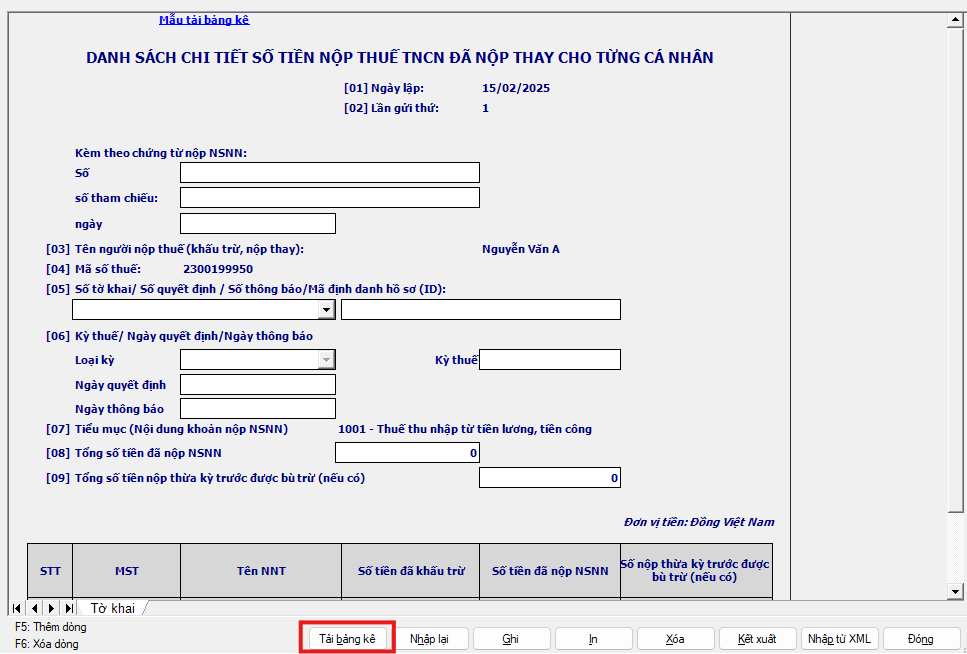 Mẫu tải bảng kê
DANH SÁCH CHI TIẾT SỐ TIỀN NỘP THUẾ TNCN ĐÃ NỘP THAY CHO TỪNG CÁ NHÂN
[01] Ngày lập: 15/02/2025
[02] Lần gửi thứ: 1
Kèm theo chứng từ nộp NSNN:
Số
số tham chiếu:
ngày
[03] Tên người nộp thuế (khấu trừ, nộp thay): Nguyễn Vấn A
[04] Mã số thuế: 2300199950
[05] Số tờ khai/ Số quyết định / Số thông báo/Mã định danh hồ sơ (ID):
[06] Kỳ thuế/ Ngày quyết định/Ngày thông báo
Loại kỳ Kỳ thuế
Ngày quyết định
Ngày thông báo
[07] Tiểu mục (Nội dung khoản nộp NSNN) 1001 - Thuế thu nhập từ tiền lương, tiền công
[08] Tổng số tiền đã nộp NSNN 0
[09] Tổng số tiền nộp thừa kỳ trước được bù trừ (nếu có) 0
Đơn vị tiền: Đồng Việt Nam
STT MST Tên NNT Số tiền đã khấu trừ Số tiền đã nộp NSNN Số nộp thừa kỳ trước được
bù trừ (nếu có)
Tờ khai
F5: Thêm dòng
F6: Xóa dòng
Tải bảng kê Nhập lại Ghi In Xóa Kết xuất Nhập từ XML Đóng